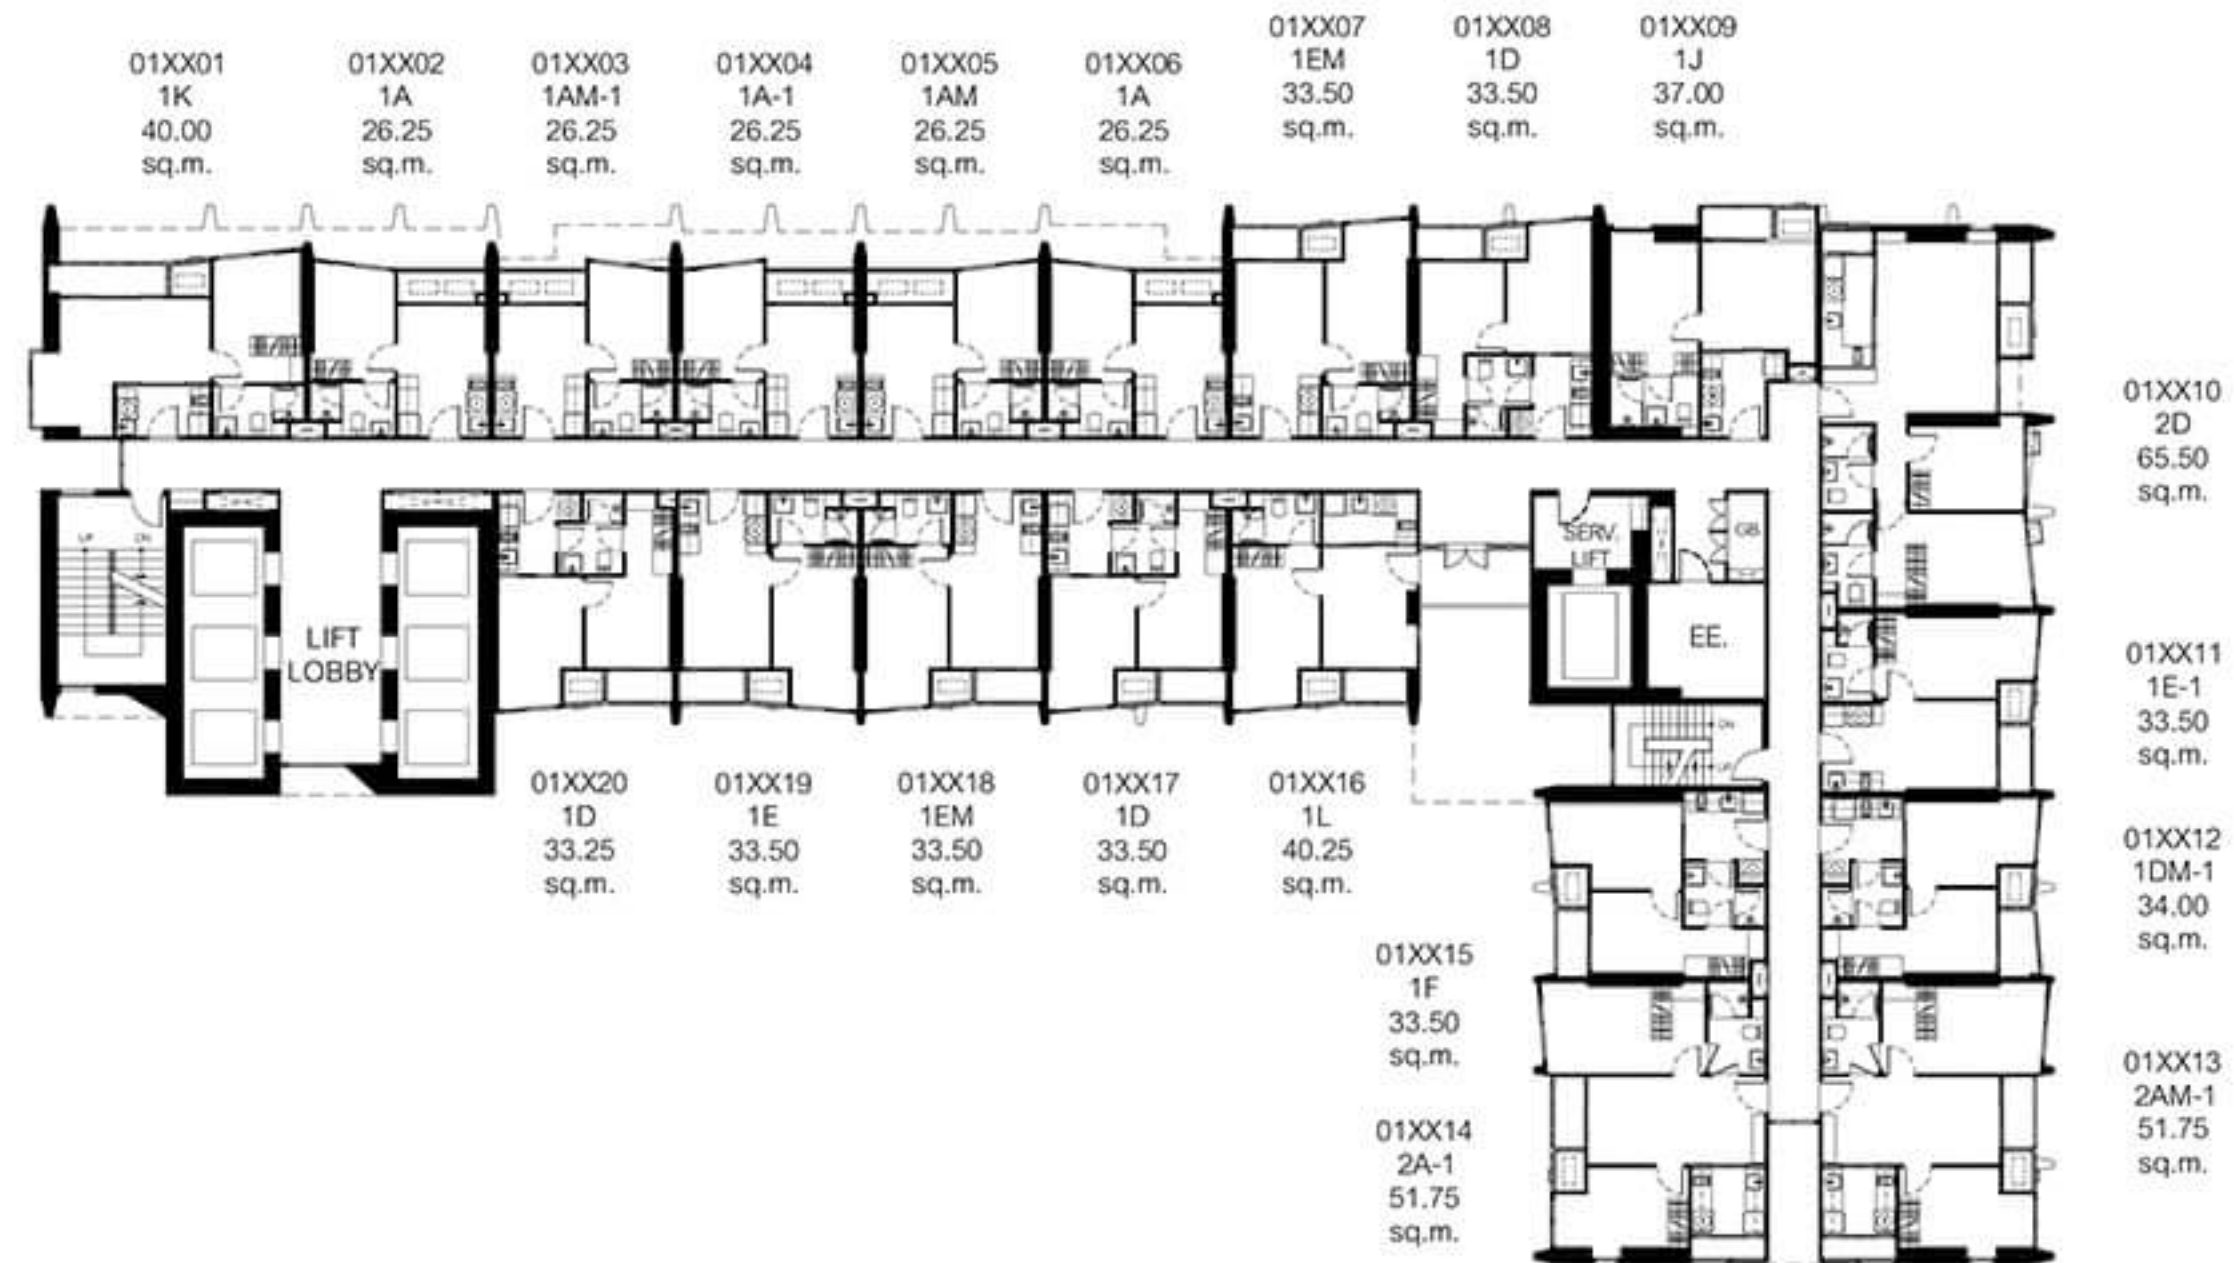 01XX01
1K
40.00
sq.m.
01XX02
1A
26.25
sq.m.
01XX03
1AM-1
26.25
sq.m.
01XX04
1A-1
26.25
sq.m.
01XX05
1AM
26.25
sq.m.
01XX06
1A
26.25
sq.m.
01XX07
1EM
33.50
sq.m.
01XX08
1D
33.50
sq.m.
01XX09
1J
37.00
sq.m.
01XX10
2D
65.50
sq.m.
01XX11
1E-1
33.50
sq.m.
01XX12
1DM-1
34.00
sq.m.
01XX13
2AM-1
51.75
sq.m.
UP
DN
LIFT
LOBBY
SERV.
LIFT
GB.
EE.
DN
UP
01XX20
1D
33.25
sq.m.
01XX19
1E
33.50
sq.m.
01XX18
1EM
33.50
sq.m.
01XX17
1D
33.50
sq.m.
01XX16
1L
40.25
sq.m.
01XX15
1F
33.50
sq.m.
01XX14
2A-1
51.75
sq.m.